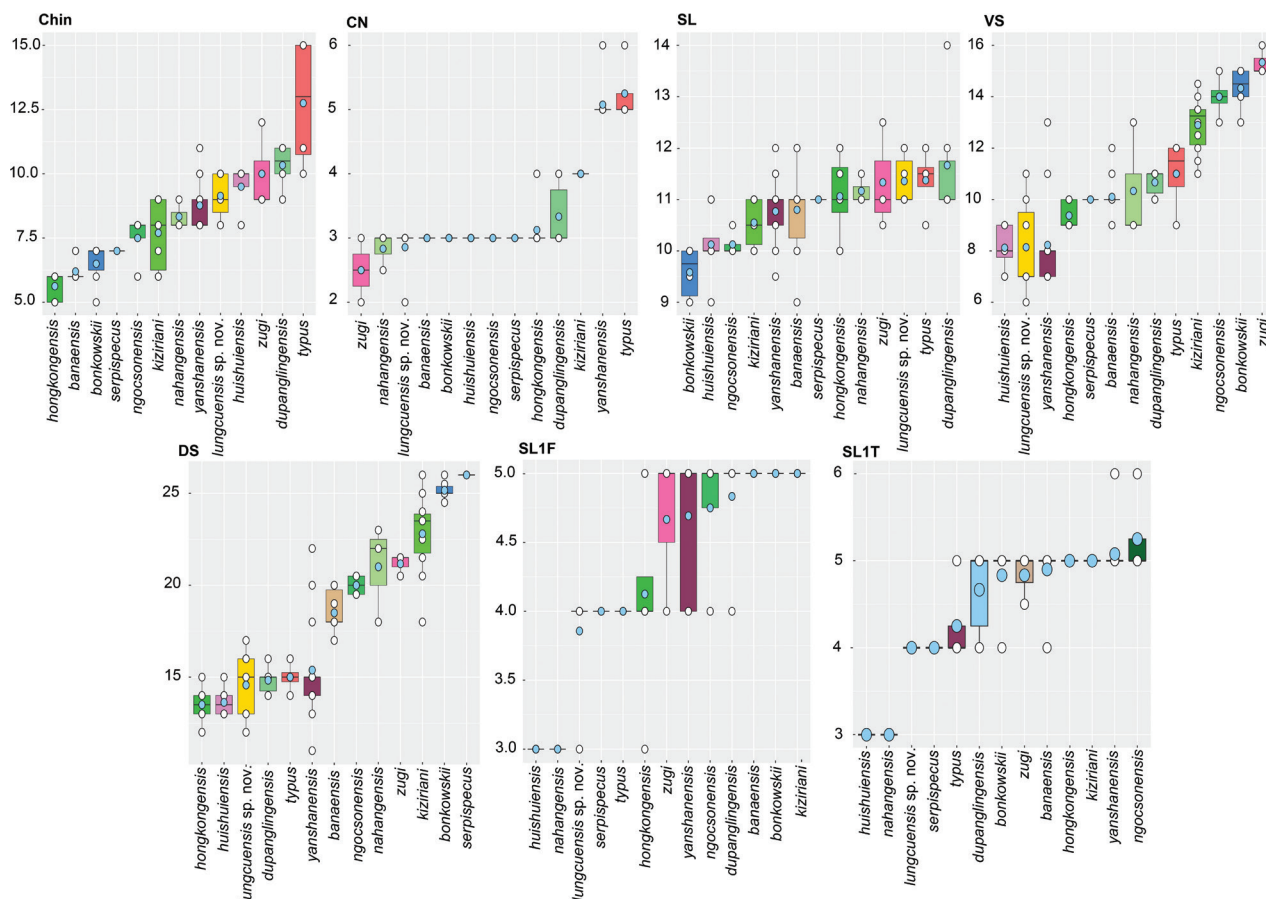 Chin
15.0
12.5
10.0
7.5
5.0
hongkongensis
banaensis
bonkowskii
serpispecus
ngocsonensis
kiziriani
nahangensis
yanshanensis
lungcuensis sp. nov.
huishuiensis
zugi
dupanglingensis
typus
CN
6
5
4
3
2
zugi
nahangensis
lungcuensis sp. nov.
banaensis
bonkowskii
huishuiensis
ngocsonensis
serpispecus
hongkongensis
dupanglingensis
kiziriani
yanshanensis
typus
SL
14
13
12
11
10
9
bonkowskii
huishuiensis
ngocsonensis
kiziriani
yanshanensis
banaensis
serpispecus
hongkongensis
nahangensis
zugi
lungcuensis sp. nov.
typus
dupanglingensis
VS
16
14
12
10
8
6
huishuiensis
lungcuensis sp. nov.
yanshanensis
hongkongensis
serpispecus
banaensis
nahangensis
dupanglingensis
typus
kiziriani
ngocsonensis
bonkowskii
zugi
DS
25
20
15
hongkongensis
huishuiensis
lungcuensis sp. nov.
dupanglingensis
typus
yanshanensis
banaensis
ngocsonensis
nahangensis
zugi
kiziriani
bonkowskii
serpispecus
SL1F
5.0
4.5
4.0
3.5
3.0
huishuiensis
nahangensis
lungcuensis sp. nov.
serpispecus
typus
hongkongensis
zugi
yanshanensis
ngocsonensis
dupanglingensis
banaensis
bonkowskii
kiziriani
SL1T
6
5
4
3
huishuiensis
nahangensis
lungcuensis sp. nov.
serpispecus
typus
dupanglingensis
bonkowskii
zugi
banaensis
hongkongensis
kiziriani
yanshanensis
ngocsonensis